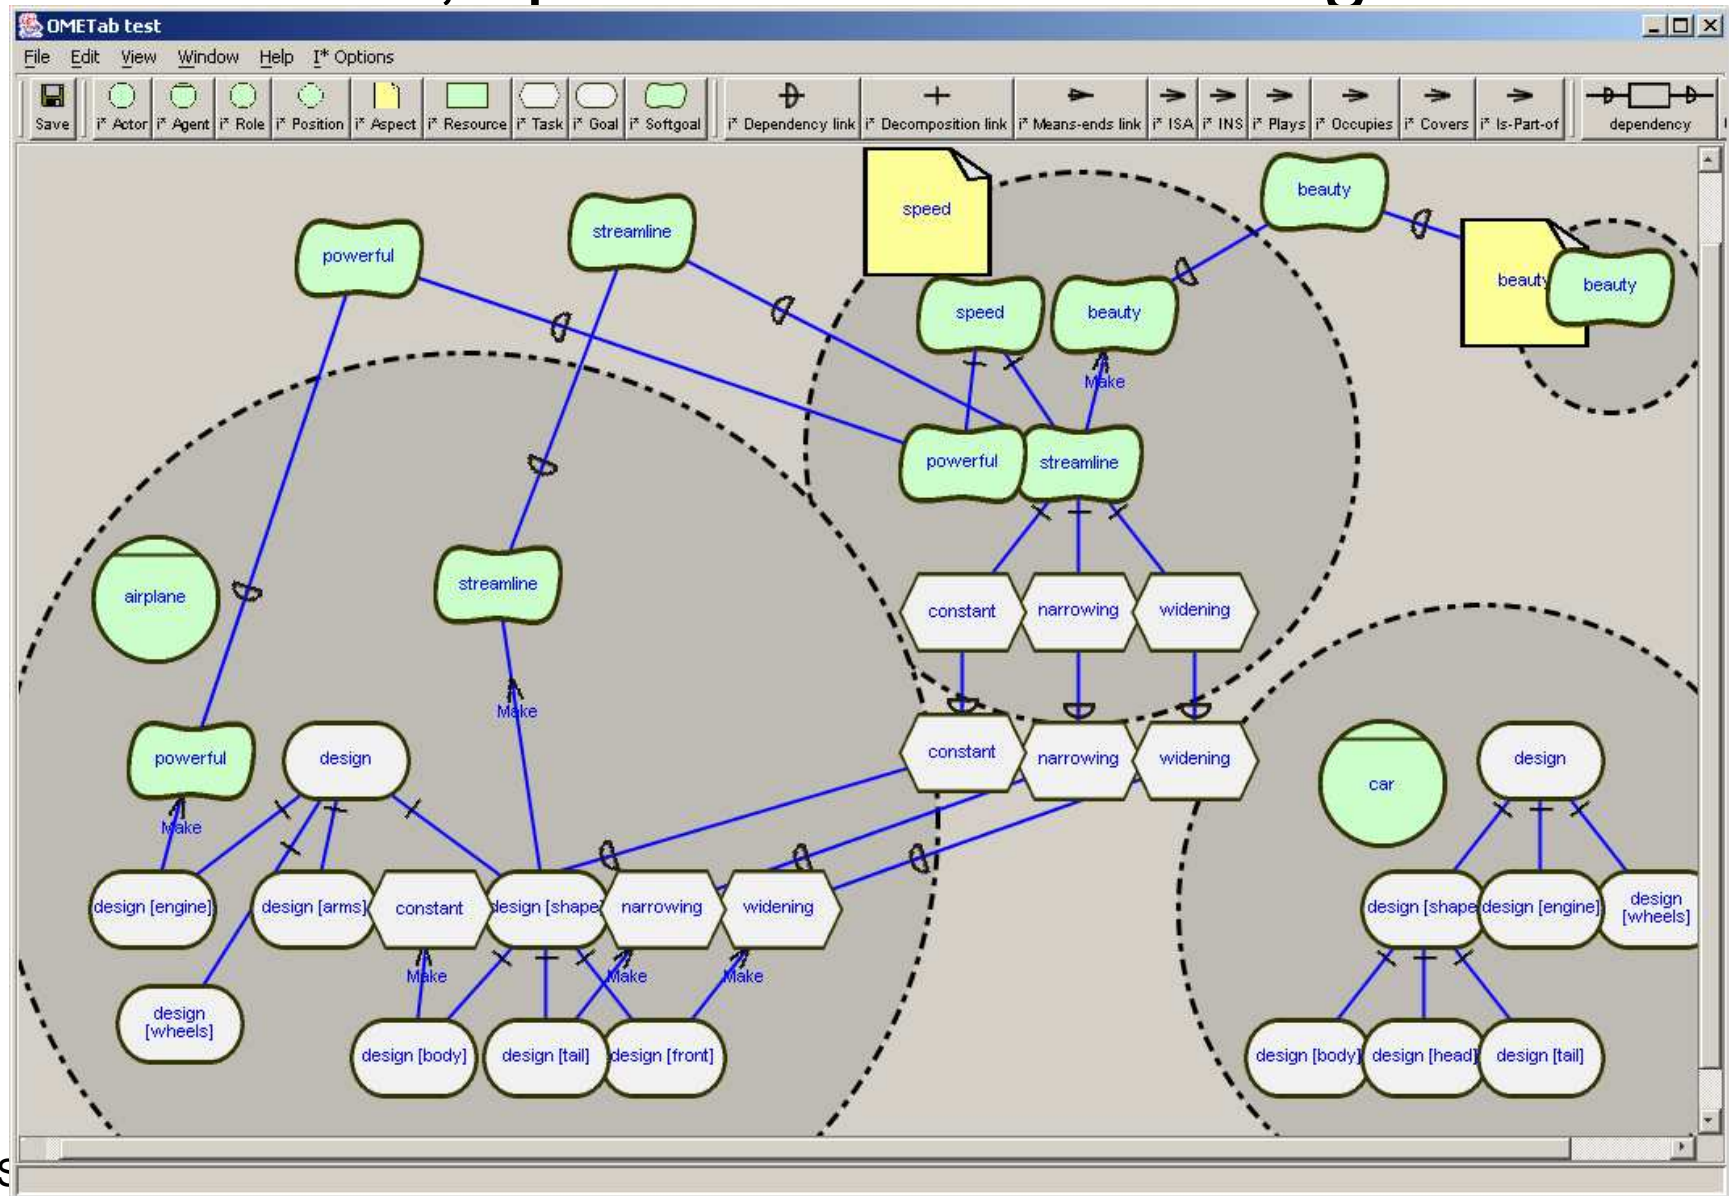 OMETab test
File Edit View Window Help I* Options
Save i* Actor i* Agent i* Role i* Position i* Aspect i* Resource i* Task i* Goal i* Softgoal i* Dependency link i* Decomposition link i* Means-ends link i* ISA i* INS i* Plays i* Occupies i* Covers i* Is-Part-of dependency
speed
beauty
streamline
powerful
beauty
beauty
speed
beauty
Make
powerful
streamline
airplane
streamline
constant
narrowing
widening
Make
powerful
design
constant
narrowing
widening
car
design
Make
design [engine]
design [arms]
constant
design [shape
narrowing
widening
design [shape
design [engine]
design
[wheels]
Make
Make
Make
design
[wheels]
design [body]
design [tail]
design [front]
design [body]
design [head]
design [tail]